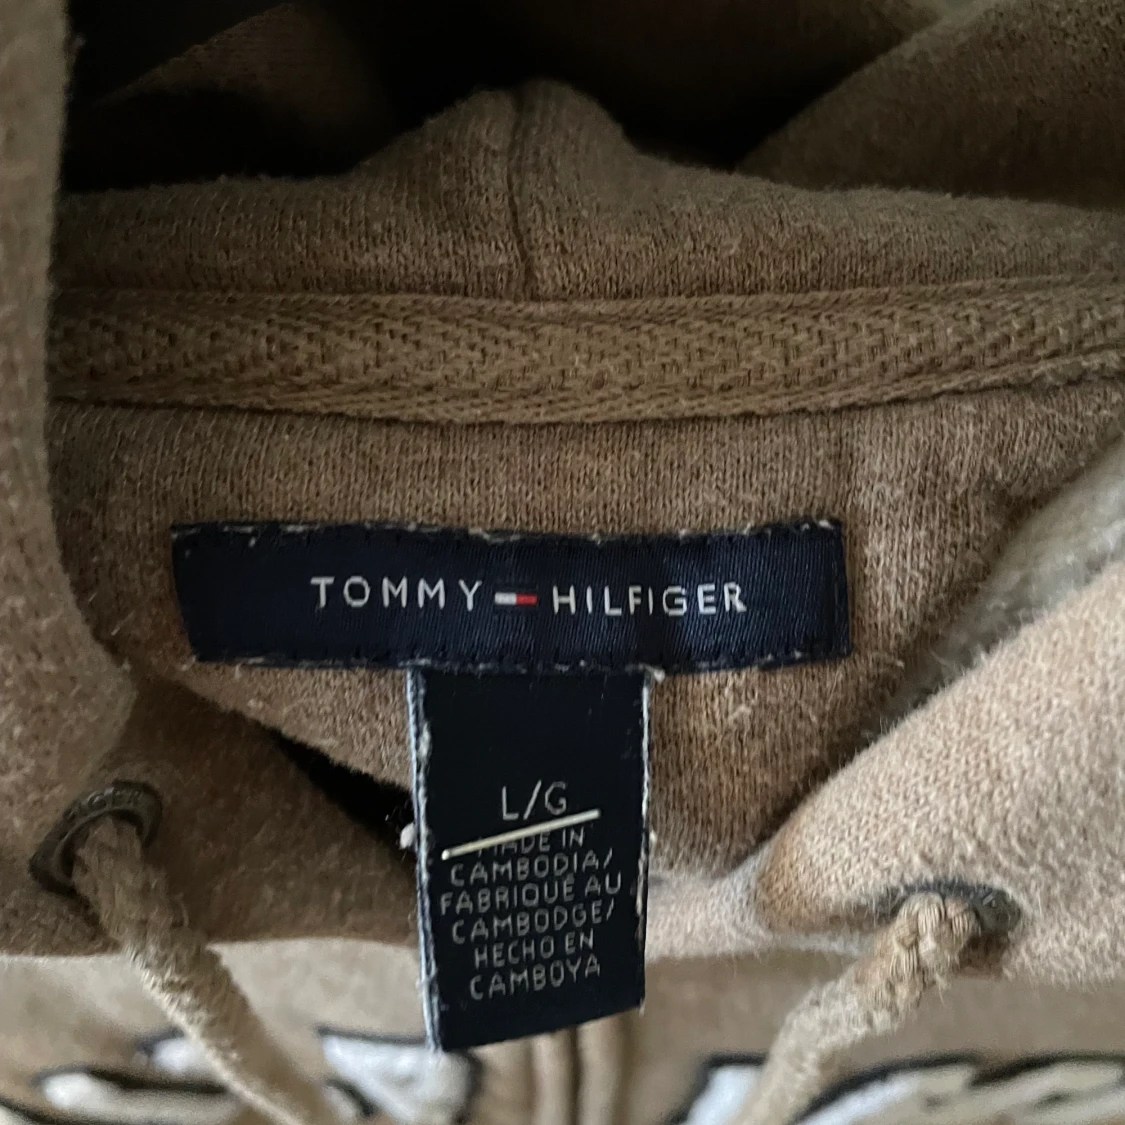 TOMMY HILFIGER
L/G
MADE IN
CAMBODIA/
FABRIQUÉ AU
CAMBODGE/
HECHO EN
CAMBOYA